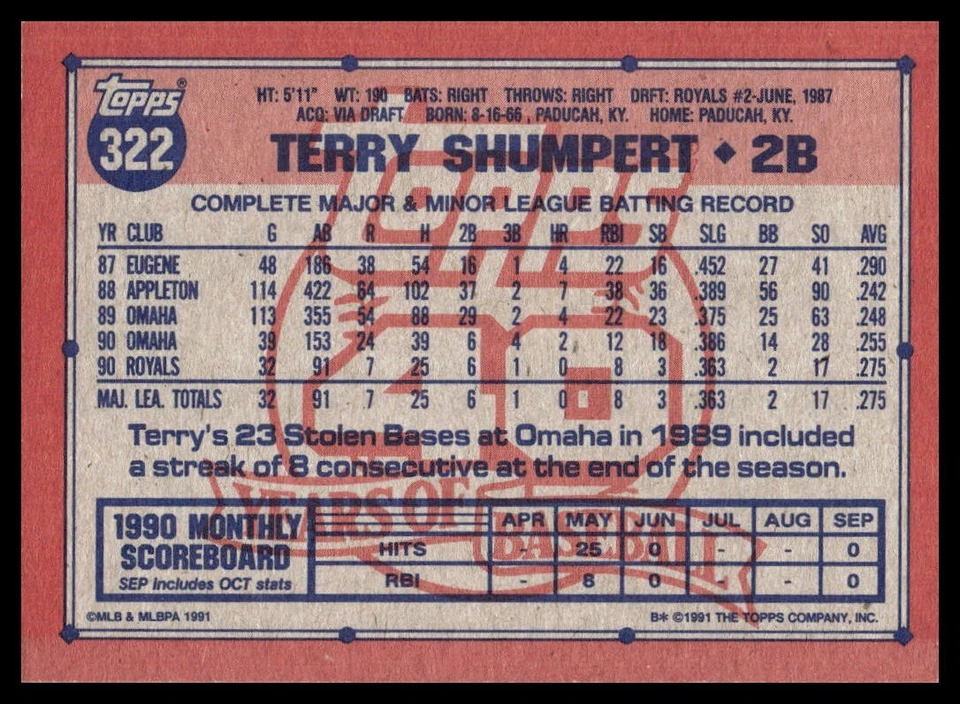 topps®
322
HT: 5'11" WT: 190 BATS: RIGHT THROWS: RIGHT DRFT: ROYALS #2-JUNE, 1987
ACQ: VIA DRAFT BORN: 8-16-66, PADUCAH, KY. HOME: PADUCAH, KY.
TERRY SHUMPERT ◆ 2B
COMPLETE MAJOR & MINOR LEAGUE BATTING RECORD
YR CLUB G AB R H 2B 3B HR RBI SB SLG BB SO AVG
87 EUGENE 48 186 38 54 16 1 4 22 16 .452 27 41 .290
88 APPLETON 114 422 64 102 37 2 7 38 36 .389 56 90 .242
89 OMAHA 113 355 54 88 29 2 4 22 23 .375 25 63 .248
90 OMAHA 39 153 24 39 6 4 2 12 18 .386 14 28 .255
90 ROYALS 32 91 7 25 6 1 0 8 3 .363 2 17 .275
MAJ. LEA. TOTALS 32 91 7 25 6 1 0 8 3 .363 2 17 .275
Terry's 23 Stolen Bases at Omaha in 1989 included
a streak of 8 consecutive at the end of the season.
topps
40
YEARS OF
BASEBALL
1990 MONTHLY
SCOREBOARD
SEP includes OCT stats
APR MAY JUN JUL AUG SEP
HITS - 25 0 - - 0
RBI - 8 0 - - 0
©MLB & MLBPA 1991
B* ©1991 THE TOPPS COMPANY, INC.